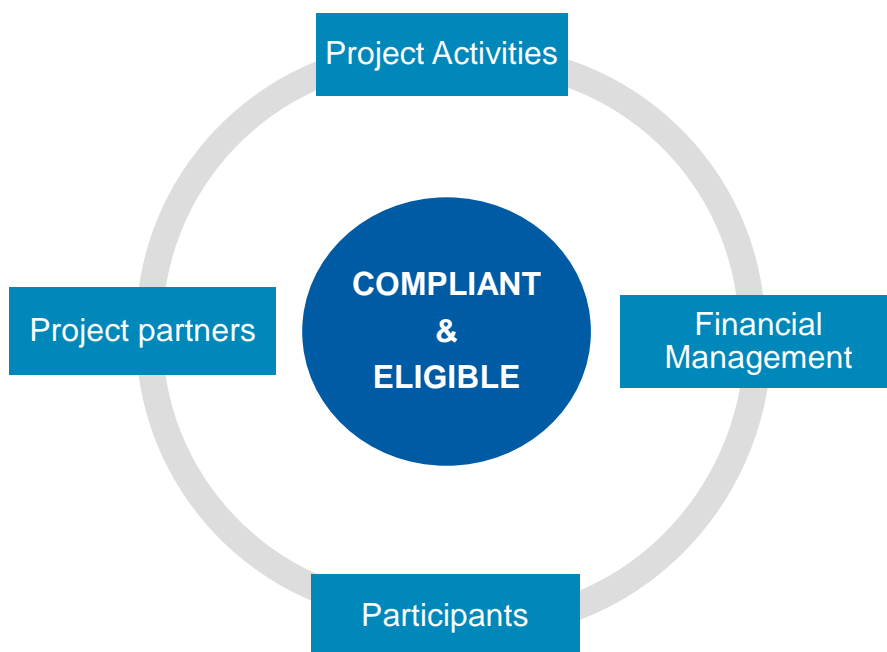 Project Activities
COMPLIANT
&
ELIGIBLE
Project partners
Financial
Management
Participants